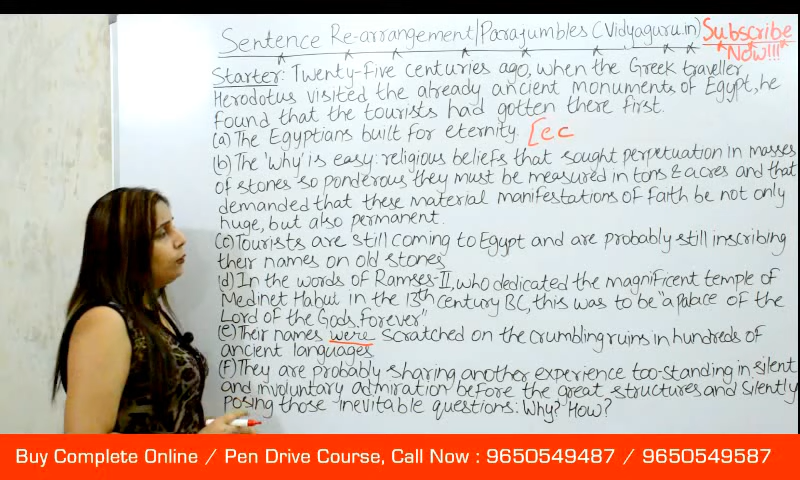 Sentence Re-arrangement/Parajumbles (Vidyaguru.in)
Subscribe
Now!!!
Starter: Twenty-Five centuries ago, when the Greek traveller
Herodotus visited the already ancient monuments of Egypt, he
found that the tourists had gotten there first.
(a) The Egyptians built for eternity. [ec
(b) The 'Why' is easy: religious beliefs that sought perpetuation in masses
of stones so ponderous they must be measured in tons & acres and that
demanded that these material manifestations of faith be not only
huge, but also permanent.
(c) Tourists are still coming to Egypt and are probably still inscribing
their names on old stones
(d) In the words of Ramses-II, who dedicated the magnificent temple of
Medinet Habut in the 13th Century BC, this was to be "a palace of the
Lord of the Gods Forever"
(e) Their names were scratched on the crumbling ruins in hundreds of
ancient languages
(F) They are probably sharing another experience too-standing in silent
and involuntary admiration before the great structures and silently
posing those inevitable questions: Why? How?
Buy Complete Online / Pen Drive Course, Call Now : 9650549487 / 9650549587